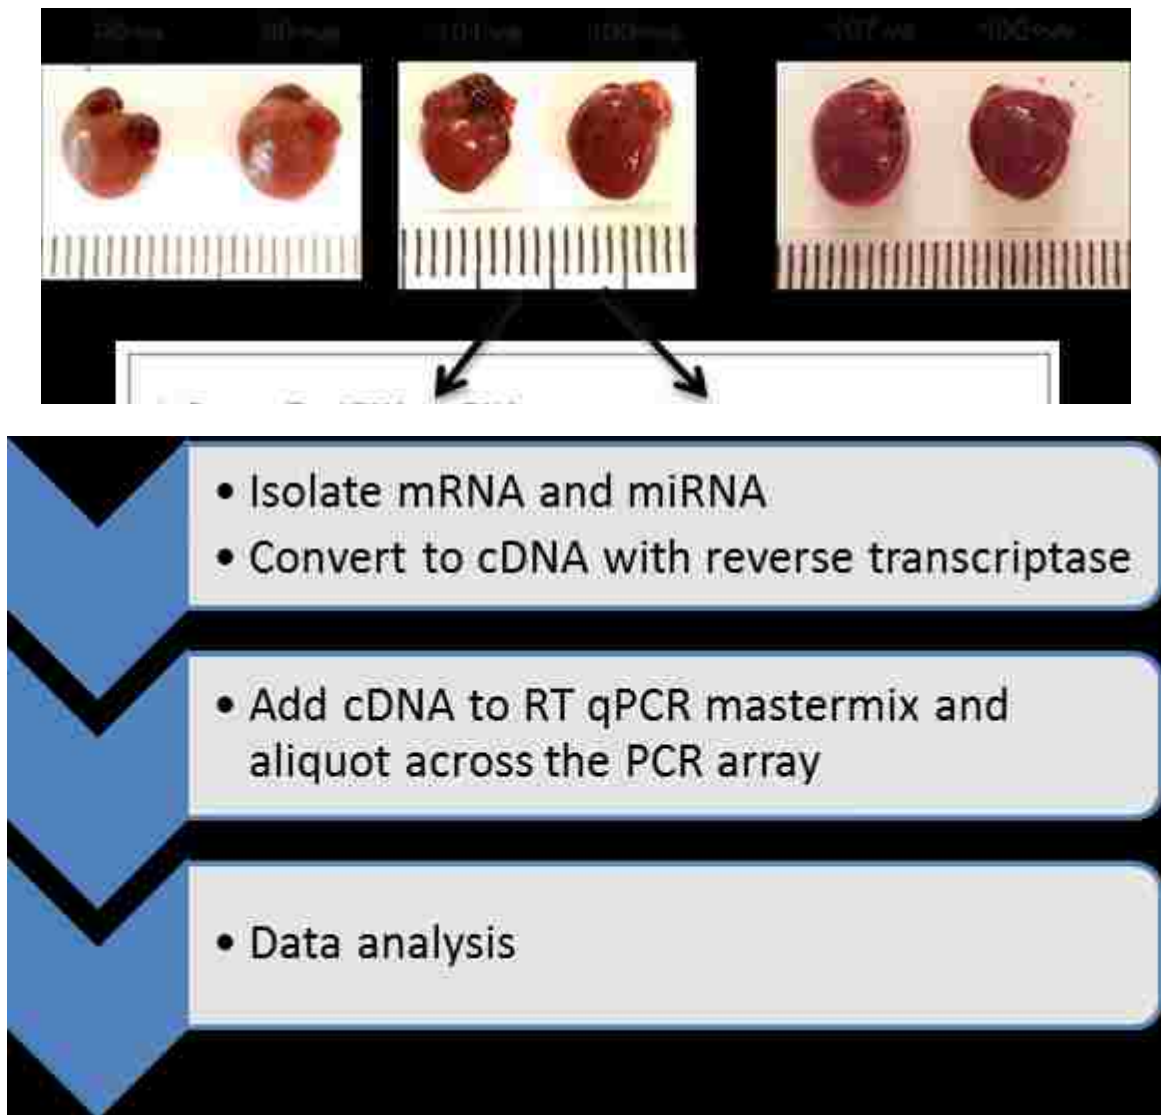 • Isolate mRNA and miRNA
• Convert to cDNA with reverse transcriptase
• Add cDNA to RT qPCR mastermix and
aliquot across the PCR array
• Data analysis